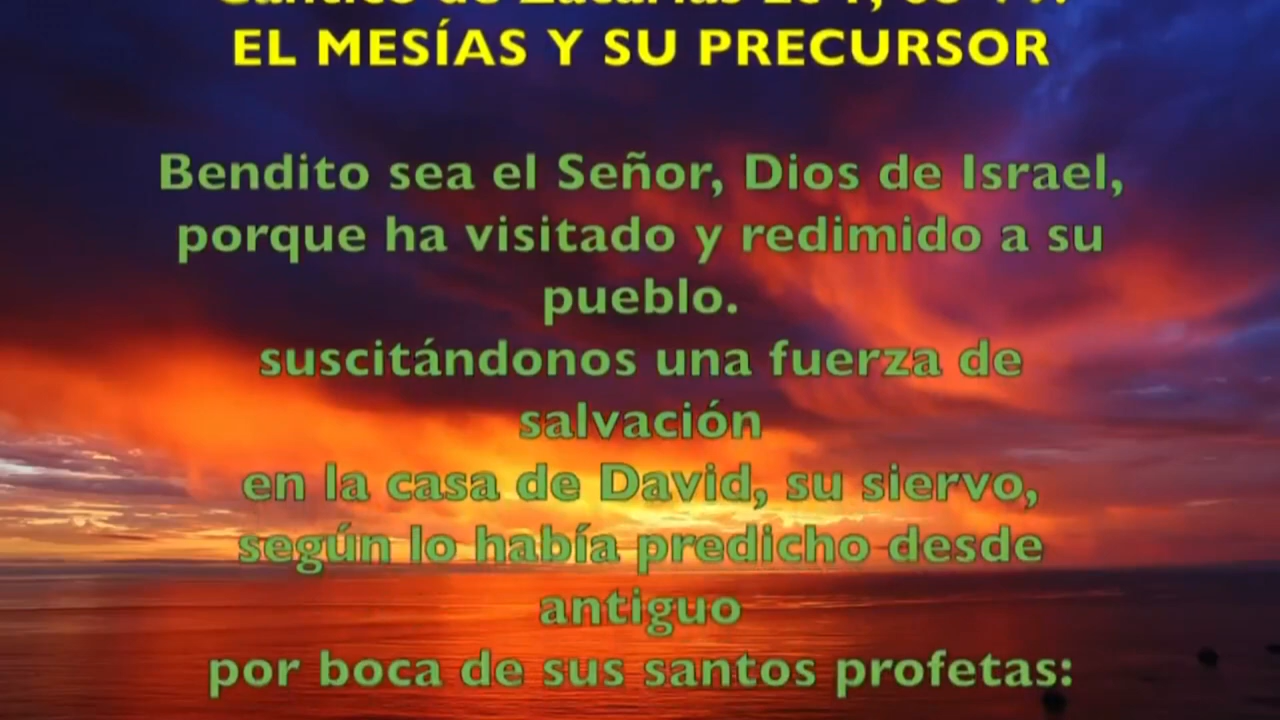 EL MESÍAS Y SU PRECURSOR
Bendito sea el Señor, Dios de Israel,
porque ha visitado y redimido a su
pueblo.
suscitándonos una fuerza de
salvación
en la casa de David, su siervo,
según lo había predicho desde
antiguo
por boca de sus santos profetas: